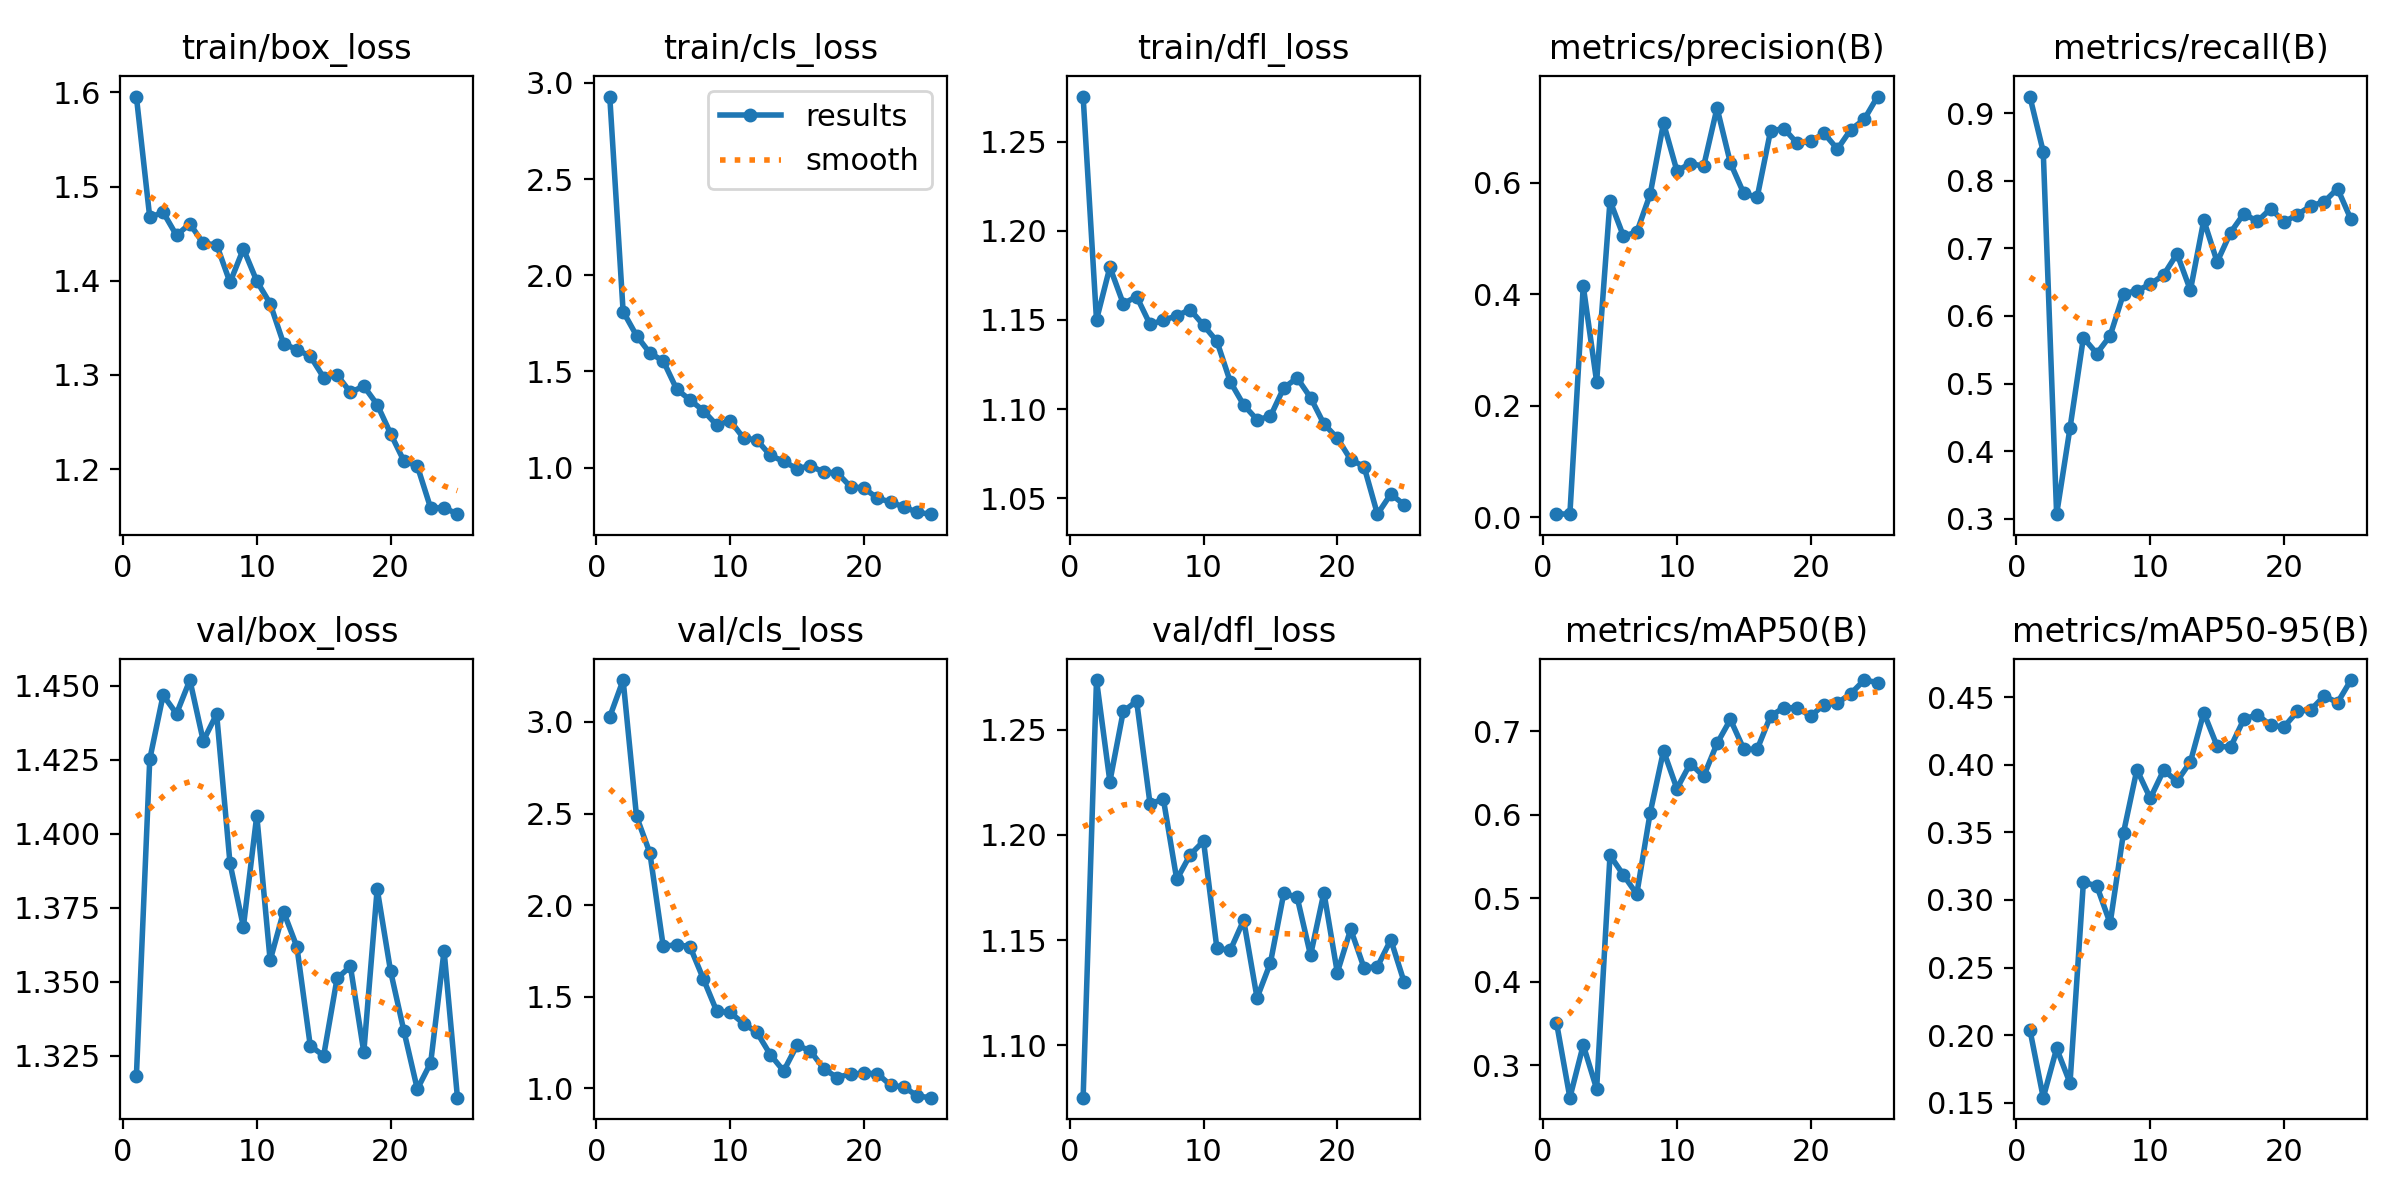 train/box_loss
1.6
1.5
1.4
1.3
1.2
0 10 20
train/cls_loss
3.0
2.5
2.0
1.5
1.0
0 10 20
results
smooth
train/dfl_loss
1.25
1.20
1.15
1.10
1.05
0 10 20
metrics/precision(B)
0.6
0.4
0.2
0.0
0 10 20
metrics/recall(B)
0.9
0.8
0.7
0.6
0.5
0.4
0.3
0 10 20
val/box_loss
1.450
1.425
1.400
1.375
1.350
1.325
0 10 20
val/cls_loss
3.0
2.5
2.0
1.5
1.0
0 10 20
val/dfl_loss
1.25
1.20
1.15
1.10
0 10 20
metrics/mAP50(B)
0.7
0.6
0.5
0.4
0.3
0 10 20
metrics/mAP50-95(B)
0.45
0.40
0.35
0.30
0.25
0.20
0.15
0 10 20